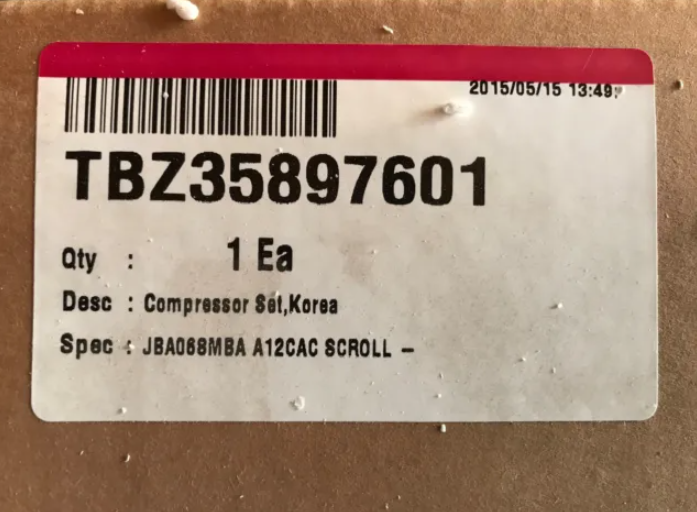 2015/05/15 13:49:
TBZ35897601
Qty : 1 Ea
Desc : Compressor Set,Korea
Spec : JBA068MBA A12CAC SCROLL –